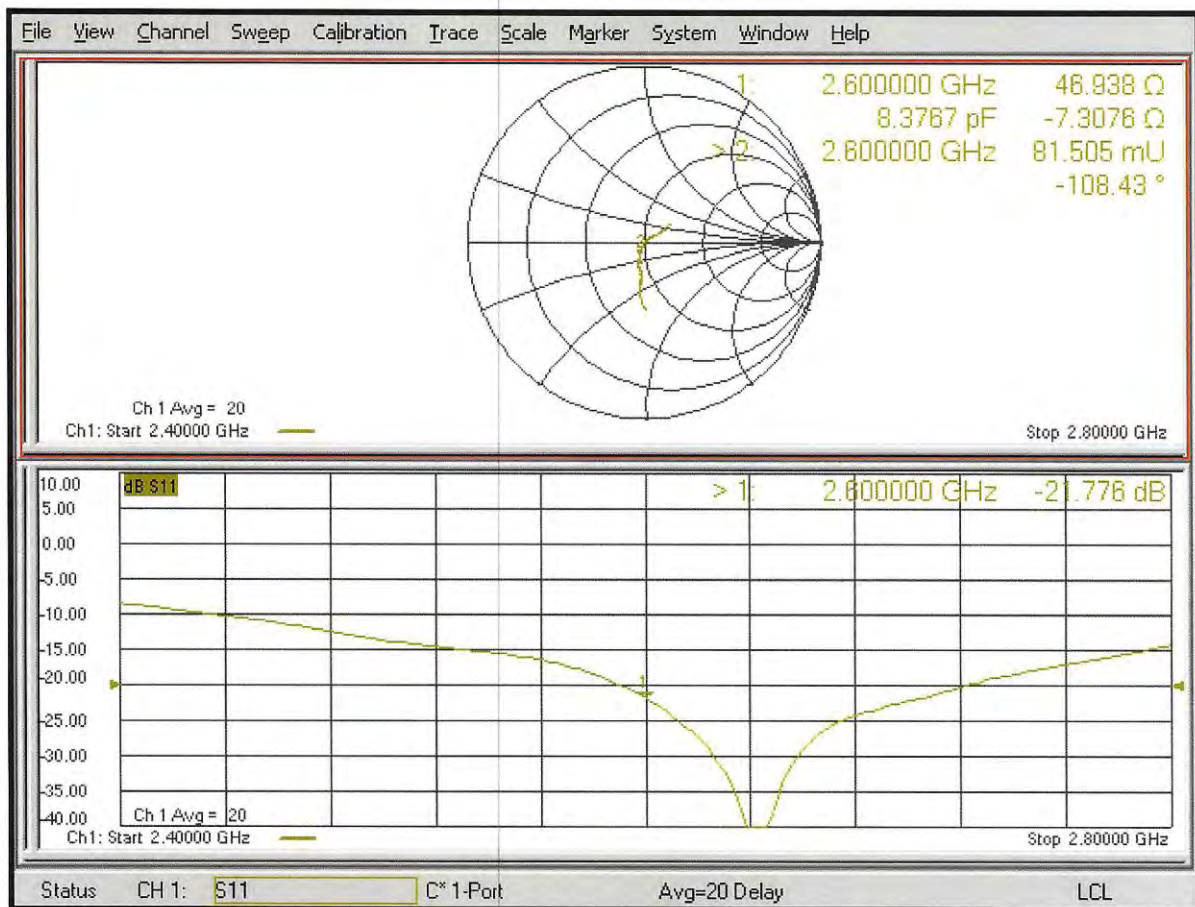 File View Channel Sweep Calibration Trace Scale Marker System Window Help
1: 2.600000 GHz 46.938 Ω
8.3767 pF -7.3076 Ω
> 2: 2.600000 GHz 81.505 mU
-108.43 °
Ch 1 Avg = 20
Ch1: Start 2.40000 GHz
Stop 2.80000 GHz
10.00
dB S11
> 1: 2.600000 GHz -21.776 dB
5.00
0.00
-5.00
-10.00
-15.00
-20.00
1
-25.00
-30.00
-35.00
-40.00
Ch 1 Avg = 20
Ch1: Start 2.40000 GHz
Stop 2.80000 GHz
Status CH 1: S11 C* 1-Port Avg=20 Delay LCL